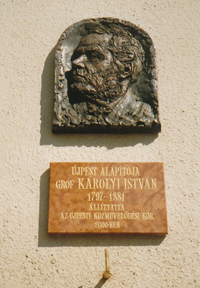 ÚJPEST ALAPÍTÓJA
GRÓF KÁROLYI ISTVÁN
1797-1881
ÁLLÍTTATTA
AZ ÚJPESTI KÖZMŰVELŐDÉSI KÖR
2000-BEN